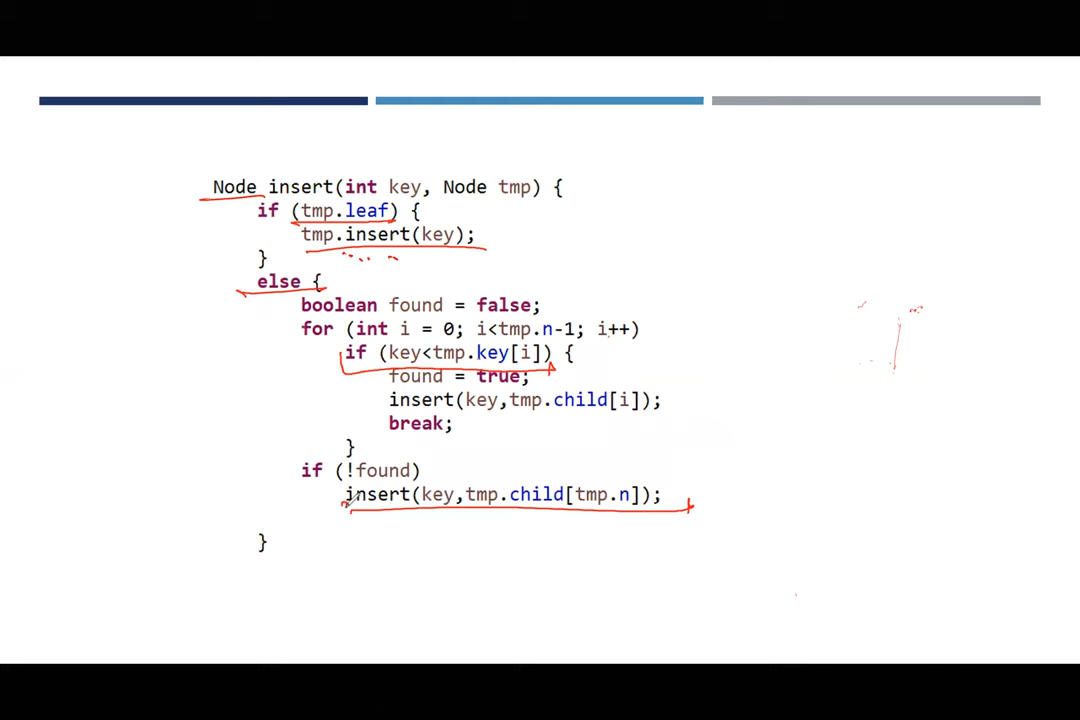 Node insert(int key, Node tmp) {
if (tmp.leaf) {
tmp.insert(key);
}
else {
boolean found = false;
for (int i = 0; i<tmp.n-1; i++)
if (key<tmp.key[i]) {
found = true;
insert(key,tmp.child[i]);
break;
}
if (!found)
insert(key,tmp.child[tmp.n]);
}